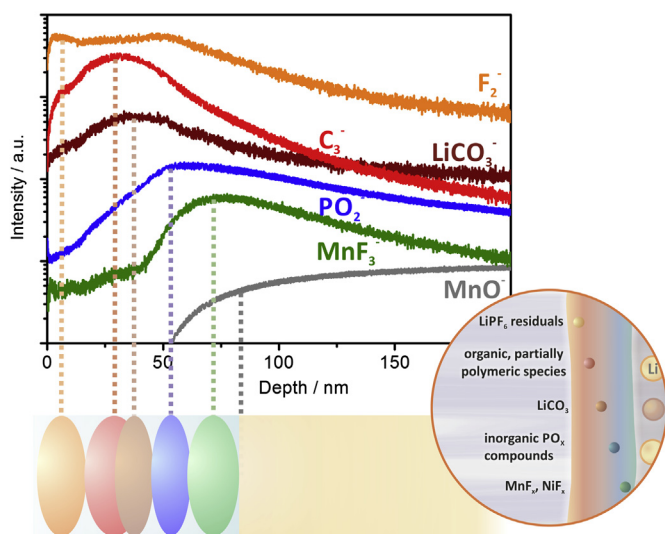 Intensity / a.u.
F₂⁻
C₃⁻
LiCO₃⁻
PO₂⁻
MnF₃⁻
MnO⁻
0
50
100
150
Depth / nm
LiPF₆ residuals
organic, partially
polymeric species
LiCO₃
inorganic POₓ
compounds
MnFₓ, NiFₓ
Li